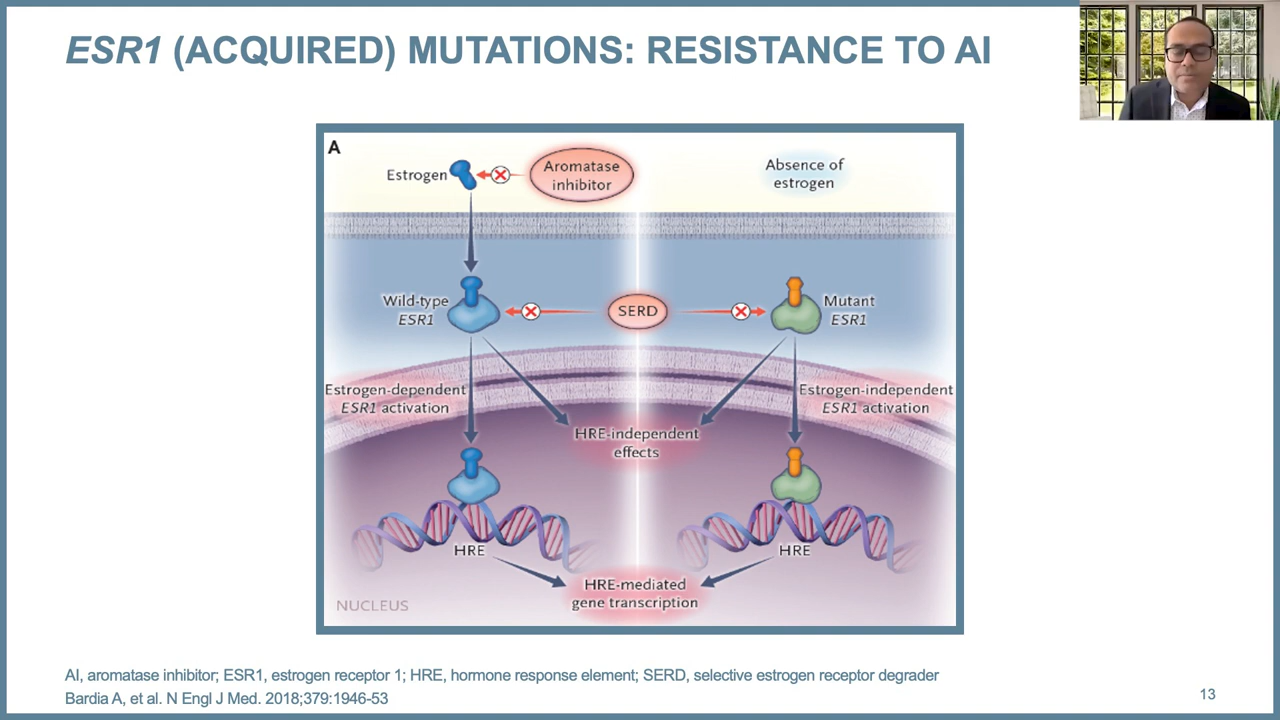 ESR1 (ACQUIRED) MUTATIONS: RESISTANCE TO AI
A
Estrogen
Aromatase
inhibitor
Absence of
estrogen
Wild-type
ESR1
SERD
Mutant
ESR1
Estrogen-dependent
ESR1 activation
Estrogen-independent
ESR1 activation
HRE-independent
effects
HRE
HRE
HRE-mediated
gene transcription
NUCLEUS
AI, aromatase inhibitor; ESR1, estrogen receptor 1; HRE, hormone response element; SERD, selective estrogen receptor degrader
Bardia A, et al. N Engl J Med. 2018;379:1946-53
13